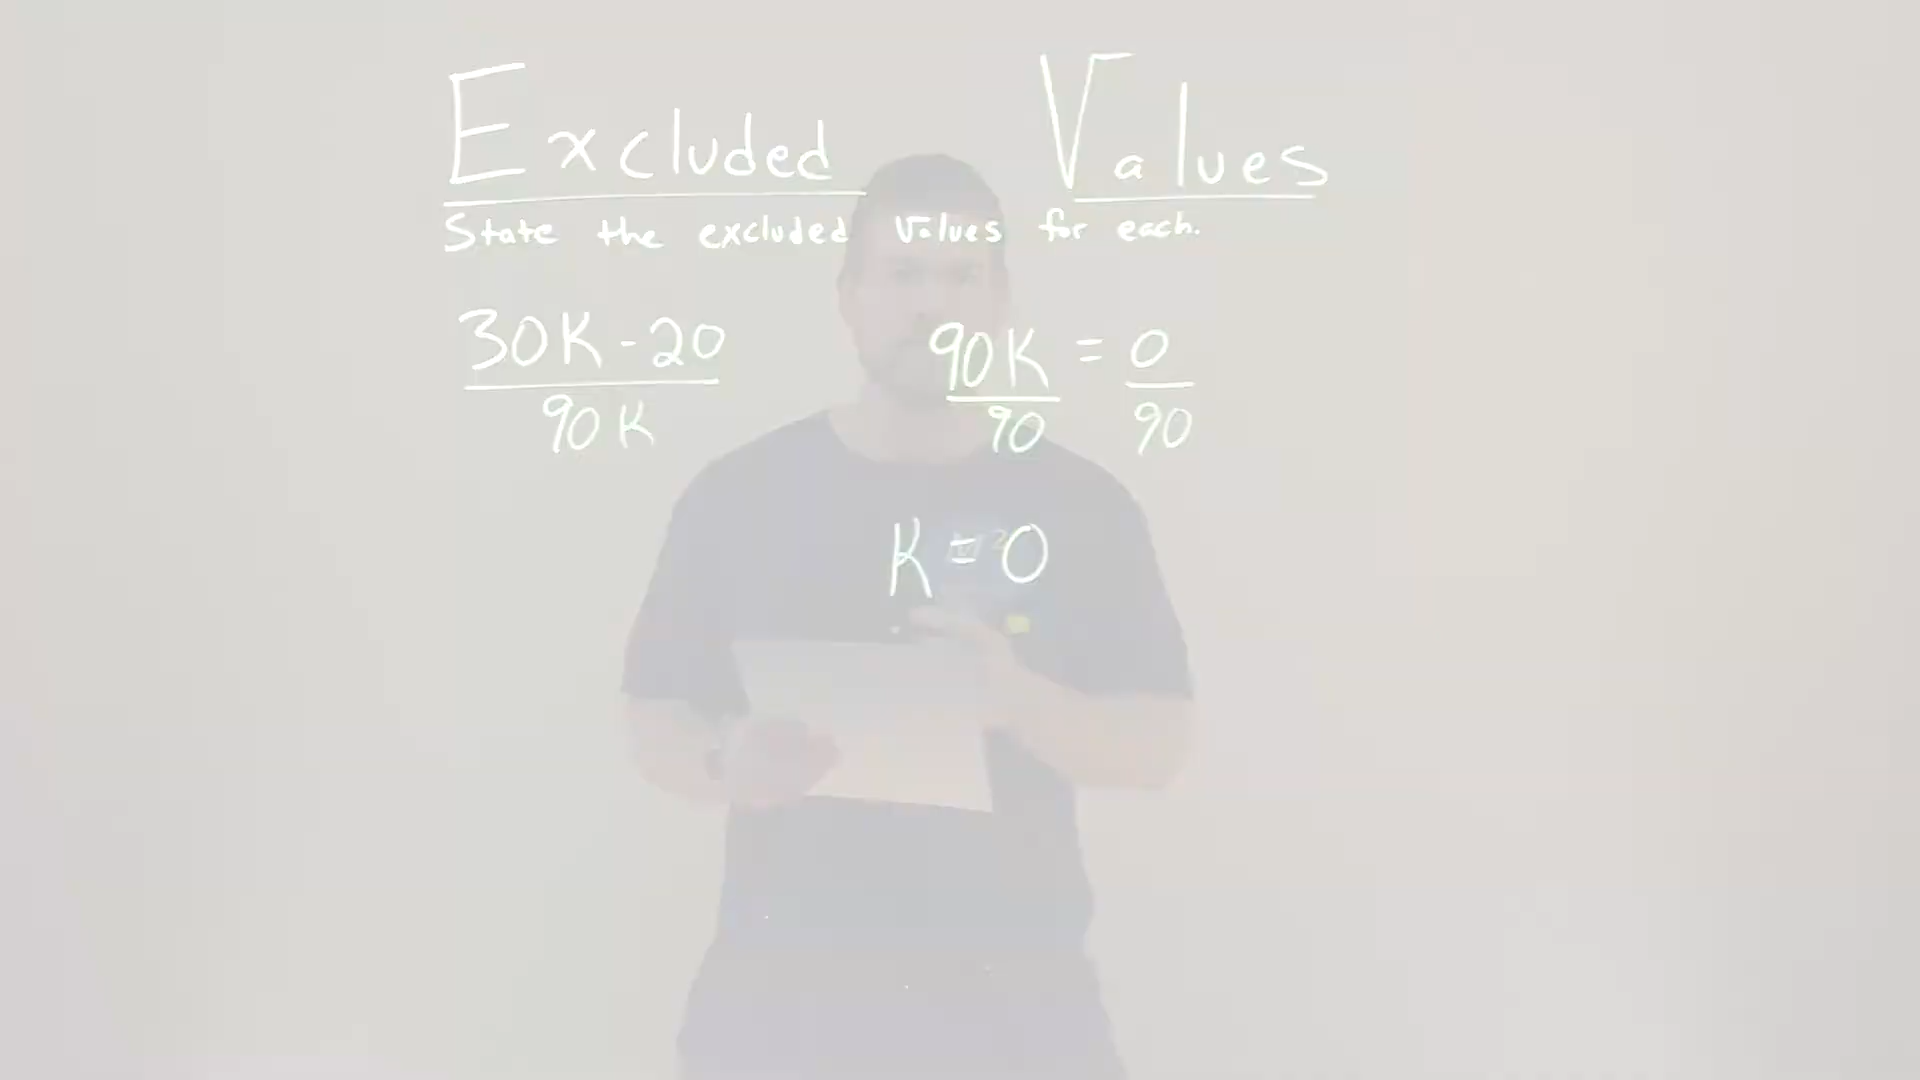 Excluded Values
State the excluded values for each.
30K - 20
90K
90K = 0
90 90
K = 0